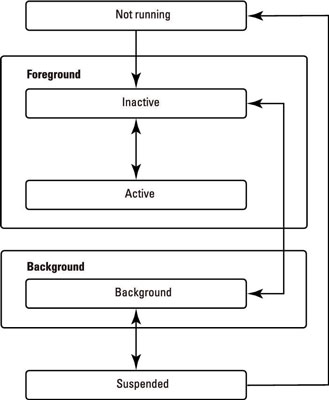 Not running
Foreground
Inactive
Active
Background
Background
Suspended